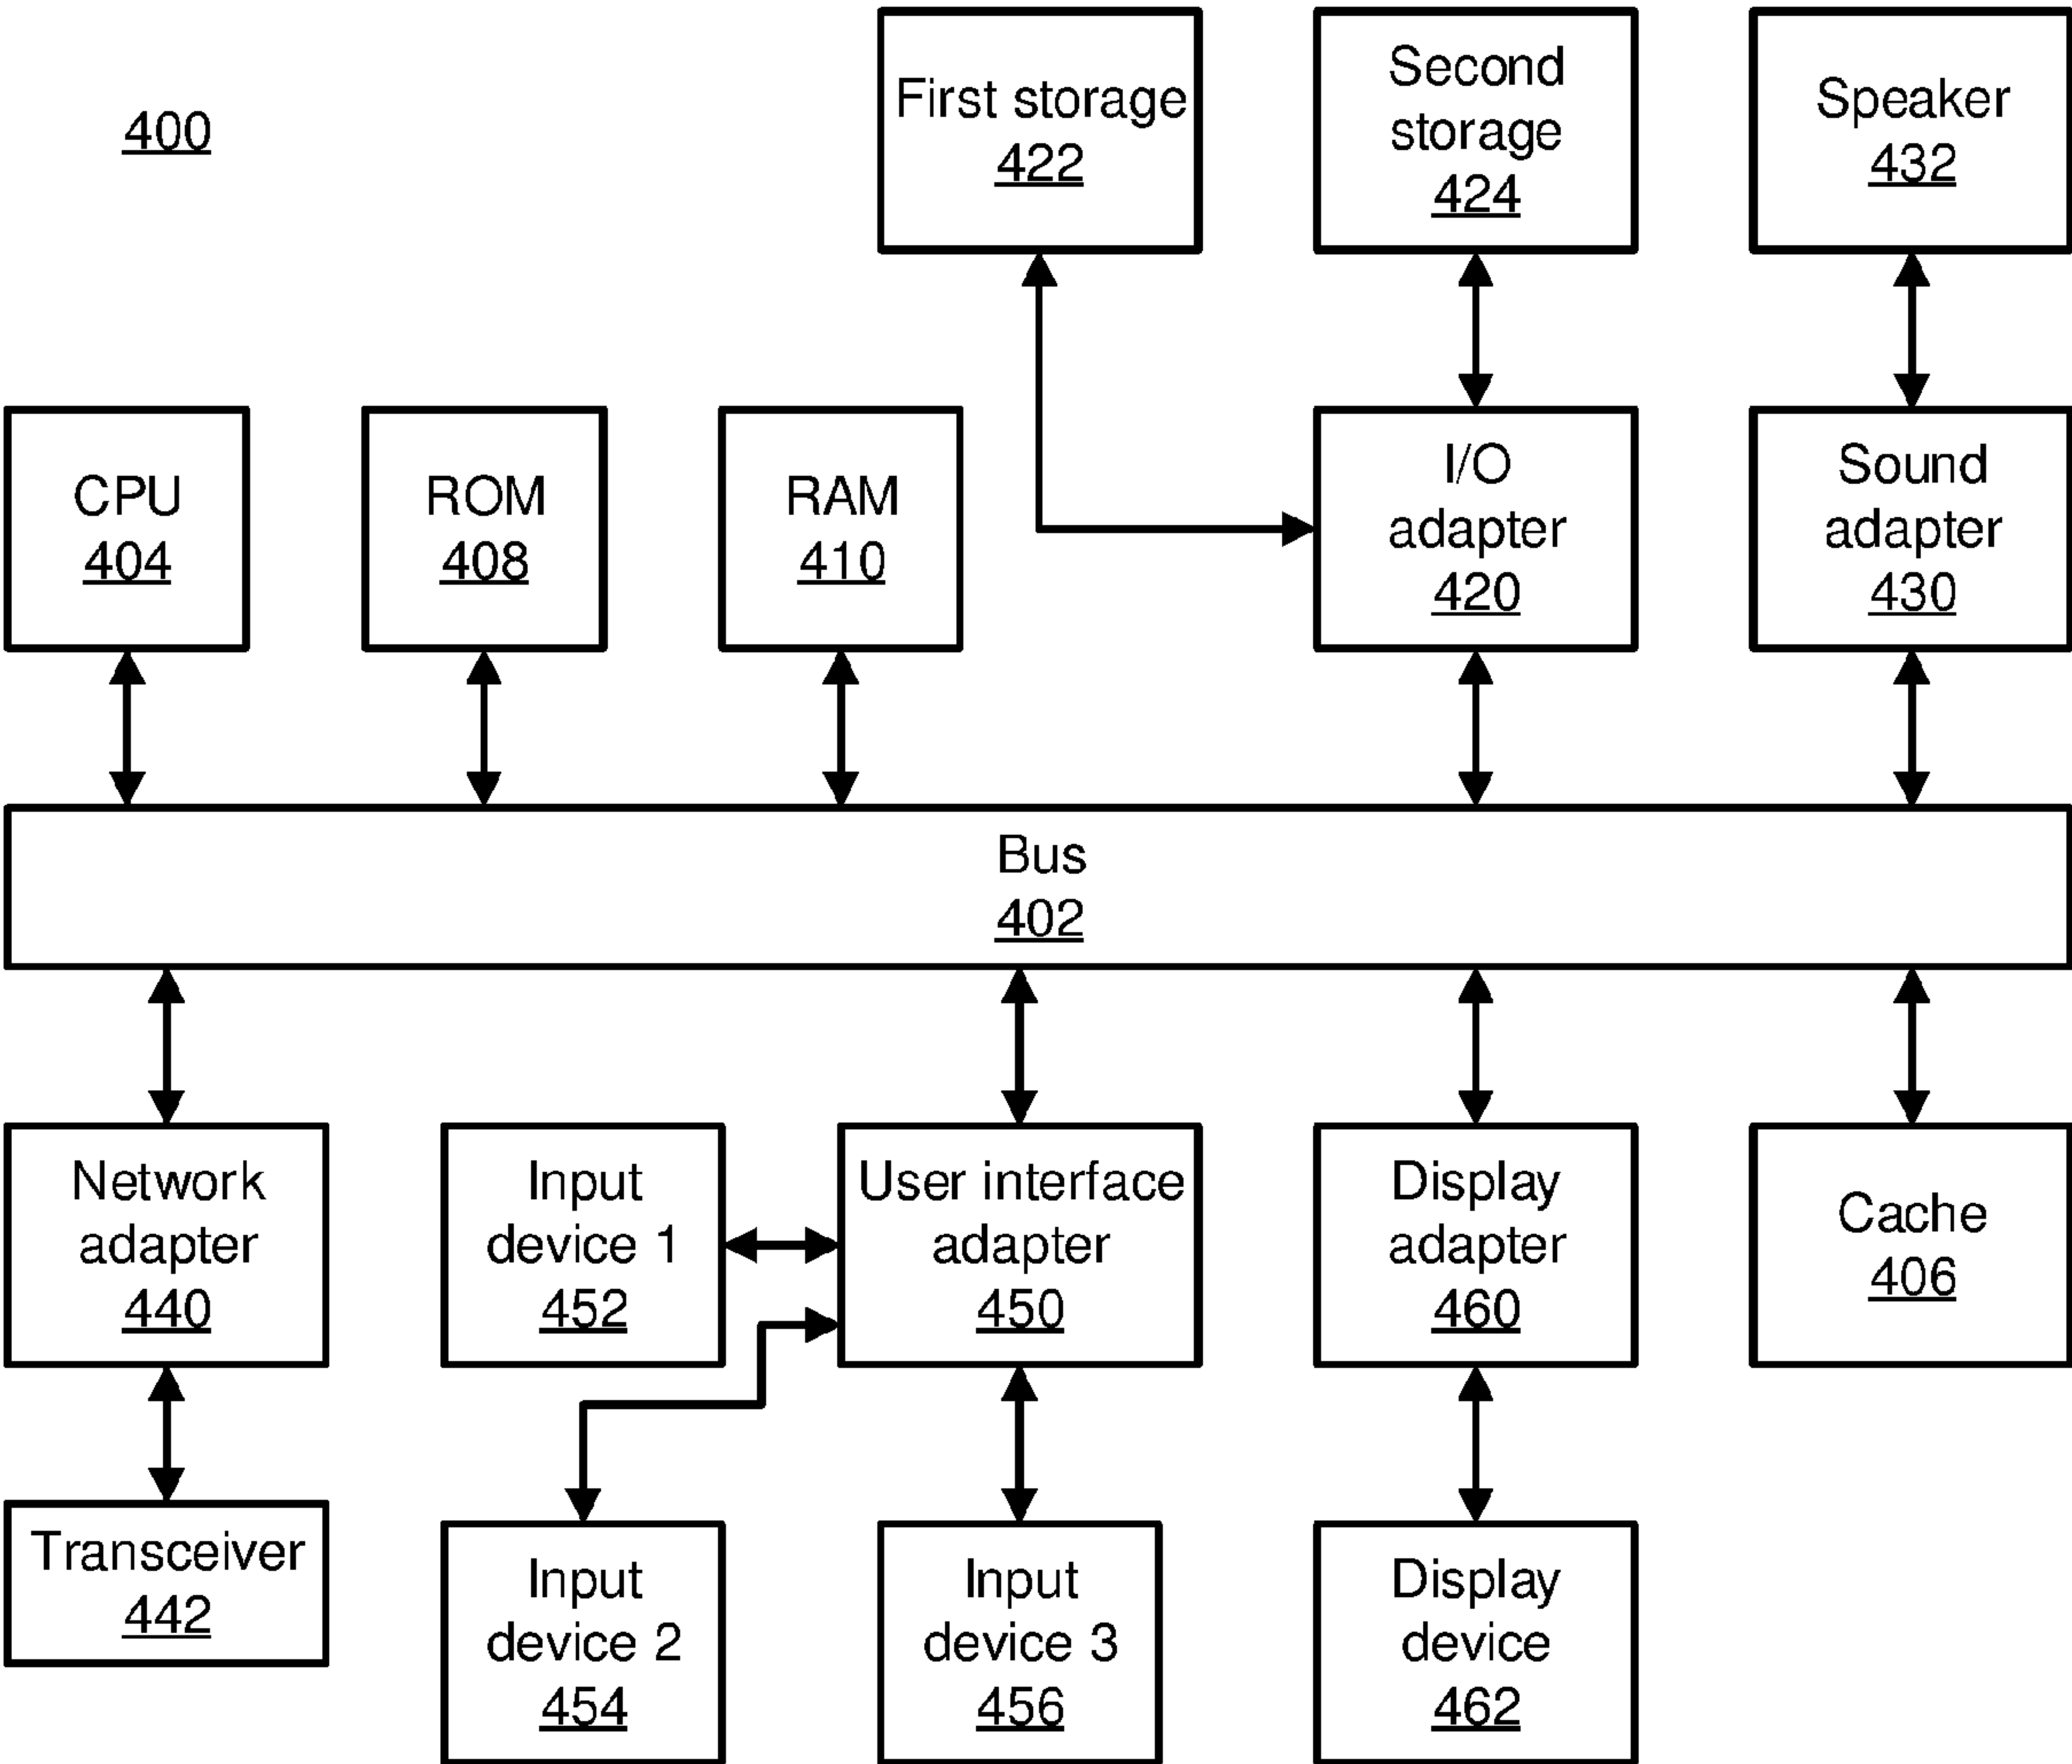 400
First storage
422
Second
storage
424
Speaker
432
CPU
404
ROM
408
RAM
410
I/O
adapter
420
Sound
adapter
430
Bus
402
Network
adapter
440
Input
device 1
452
User interface
adapter
450
Display
adapter
460
Cache
406
Transceiver
442
Input
device 2
454
Input
device 3
456
Display
device
462